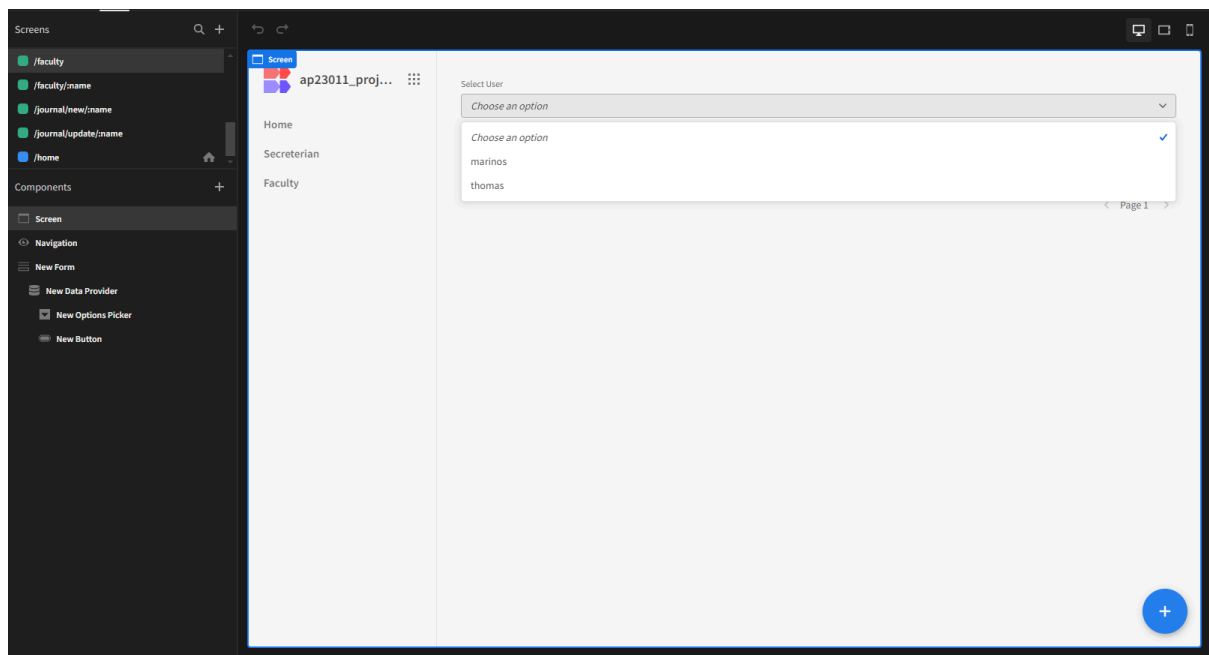 Screens
/faculty
/faculty/:name
/journal/new/:name
/journal/update/:name
/home
Components
Screen
Navigation
New Form
New Data Provider
New Options Picker
New Button
Screen
ap23011_proj...
Home
Secreterian
Faculty
Select User
Choose an option
Choose an option
marinos
thomas
Page 1